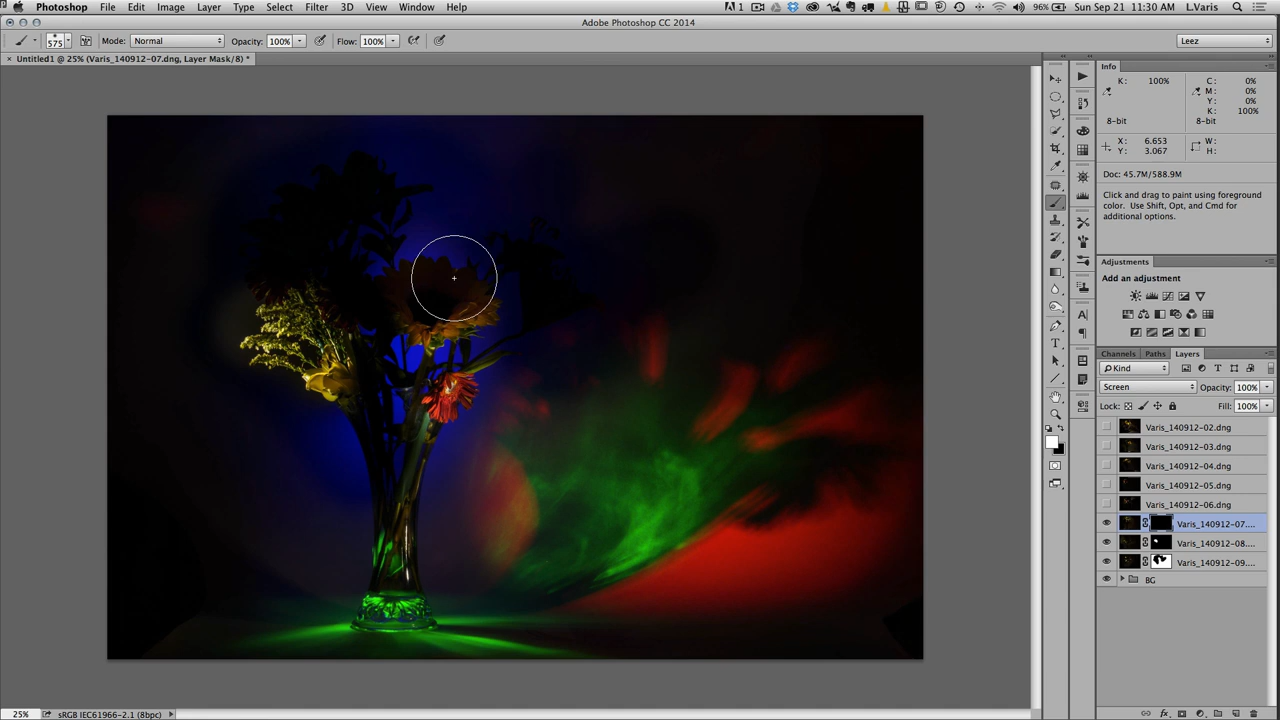 Photoshop File Edit Image Layer Type Select Filter 3D View Window Help 1 96% Sun Sep 21 11:30 AM L.Varis
Adobe Photoshop CC 2014
575 Mode: Normal Opacity: 100% Flow: 100% Leez
× Untitled1 @ 25% (Varis_140912-07.dng, Layer Mask/8) *
Info
K: 100% C: 0%
M: 0%
Y: 0%
K: 100%
8-bit 8-bit
X: 6.653 W:
Y: 3.067 H:
Doc: 45.7M/588.9M
Click and drag to paint using foreground
color. Use Shift, Opt, and Cmd for
additional options.
Adjustments
Add an adjustment
Channels Paths Layers
Kind
Screen Opacity: 100%
Lock: Fill: 100%
Varis_140912-02.dng
Varis_140912-03.dng
Varis_140912-04.dng
Varis_140912-05.dng
Varis_140912-06.dng
Varis_140912-07....
Varis_140912-08....
Varis_140912-09....
BG
25% sRGB IEC61966-2.1 (8bpc)